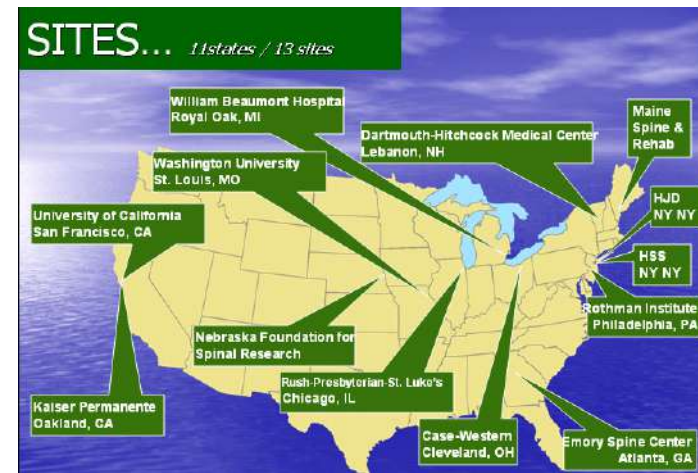 SITES... 11states / 13 sites
William Beaumont Hospital
Royal Oak, MI
Dartmouth-Hitchcock Medical Center
Lebanon, NH
Maine
Spine &
Rehab
Washington University
St. Louis, MO
University of California
San Francisco, CA
HJD
NY NY
HSS
NY NY
Rothman Institute
Philadelphia, PA
Nebraska Foundation for
Spinal Research
Rush-Presbyterian-St. Luke's
Chicago, IL
Kaiser Permanente
Oakland, CA
Case-Western
Cleveland, OH
Emory Spine Center
Atlanta, GA